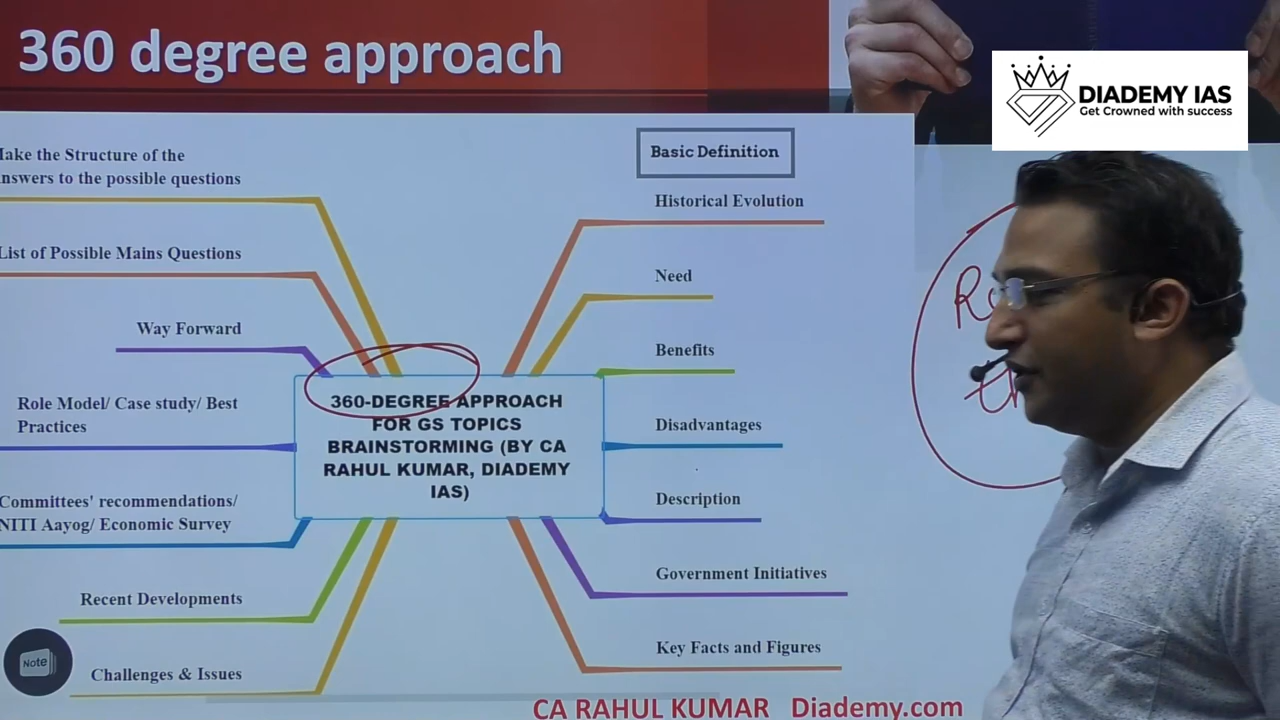 360 degree approach
DIADEMY IAS
Get Crowned with success
Basic Definition
Historical Evolution
Need
Benefits
Disadvantages
Description
Government Initiatives
Key Facts and Figures
Structure of the
to the possible questions
List of Possible Mains Questions
Way Forward
Role Model/ Case study/ Best
Practices
Committees' recommendations/
NITI Aayog/ Economic Survey
Recent Developments
Challenges & Issues
360-DEGREE APPROACH
FOR GS TOPICS
BRAINSTORMING (BY CA
RAHUL KUMAR, DIADEMY
IAS)
Note
CA RAHUL KUMAR Diademy.com